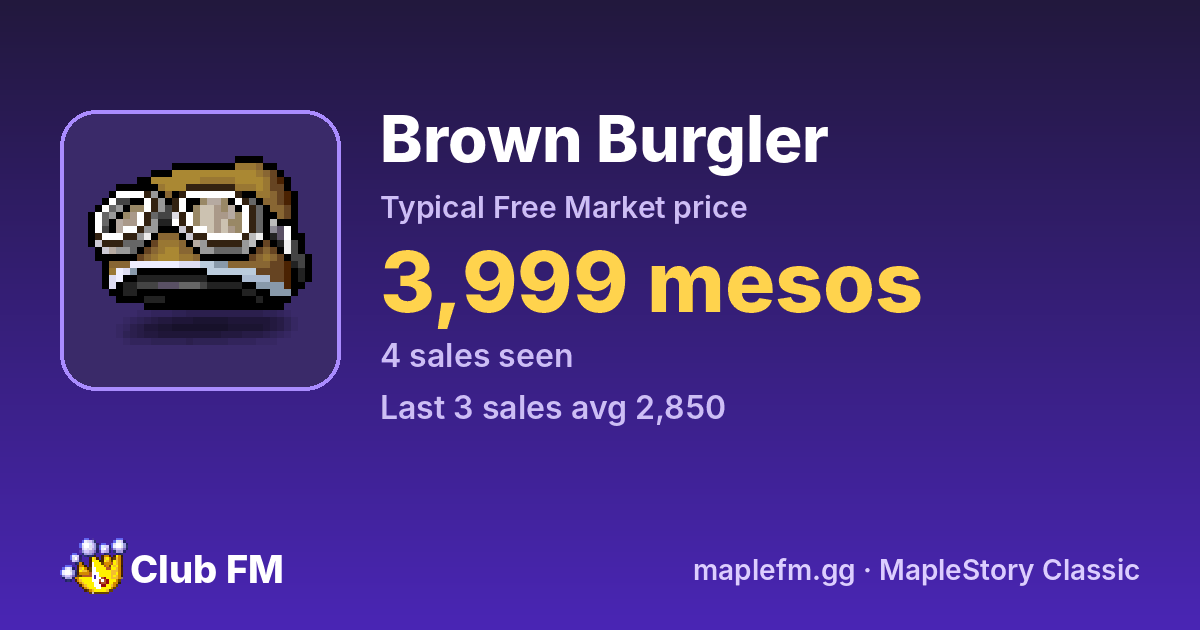 Brown Burgler
Typical Free Market price
3,999 mesos
4 sales seen
Last 3 sales avg 2,850
Club FM
maplefm.gg · MapleStory Classic